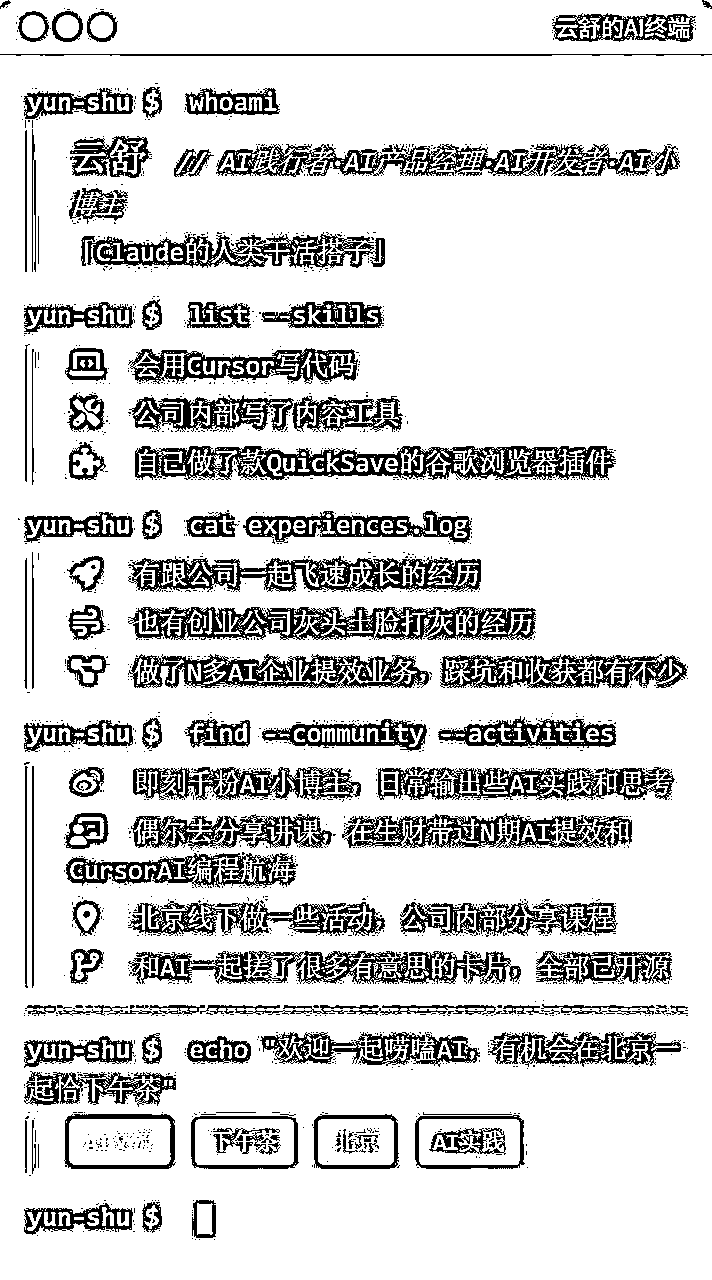 云舒的AI终端
yun-shu $ whoami
云舒 // AI践行者·AI产品经理·AI开发者·AI小
博主
「Claude的人类干活搭子」
yun-shu $ list --skills
会用Cursor写代码
公司内部写了内容工具
自己做了款QuickSave的谷歌浏览器插件
yun-shu $ cat experiences.log
有跟公司一起飞速成长的经历
也有创业公司灰头土脸打灰的经历
做了N多AI企业提效业务，踩坑和收获都有不少
yun-shu $ find --community --activities
即刻千粉AI小博主，日常输出些AI实践和思考
偶尔去分享讲课，在生财带过N期AI提效和
CursorAI编程航海
北京线下做一些活动，公司内部分享课程
和AI一起搓了很多有意思的卡片，全部已开源
yun-shu $ echo "欢迎一起唠嗑AI，有机会在北京一
起恰下午茶"
下午茶 北京 AI实践
yun-shu $